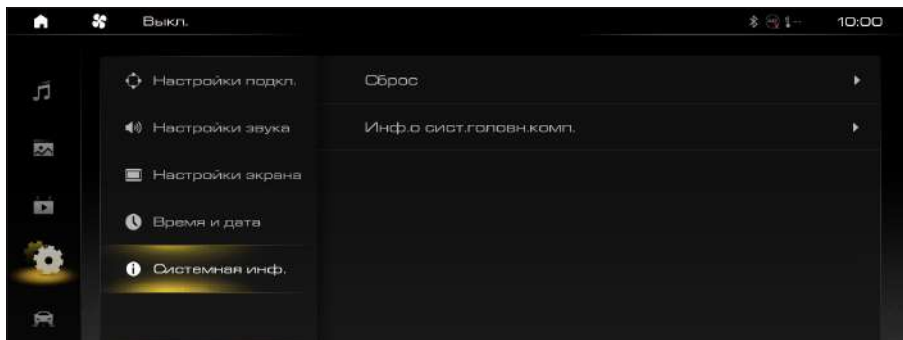 Выкл.
10:00
Настройки подкл.
Сброс
Настройки звука
Инф.о сист.головн.комп.
Настройки экрана
Время и дата
Системная инф.